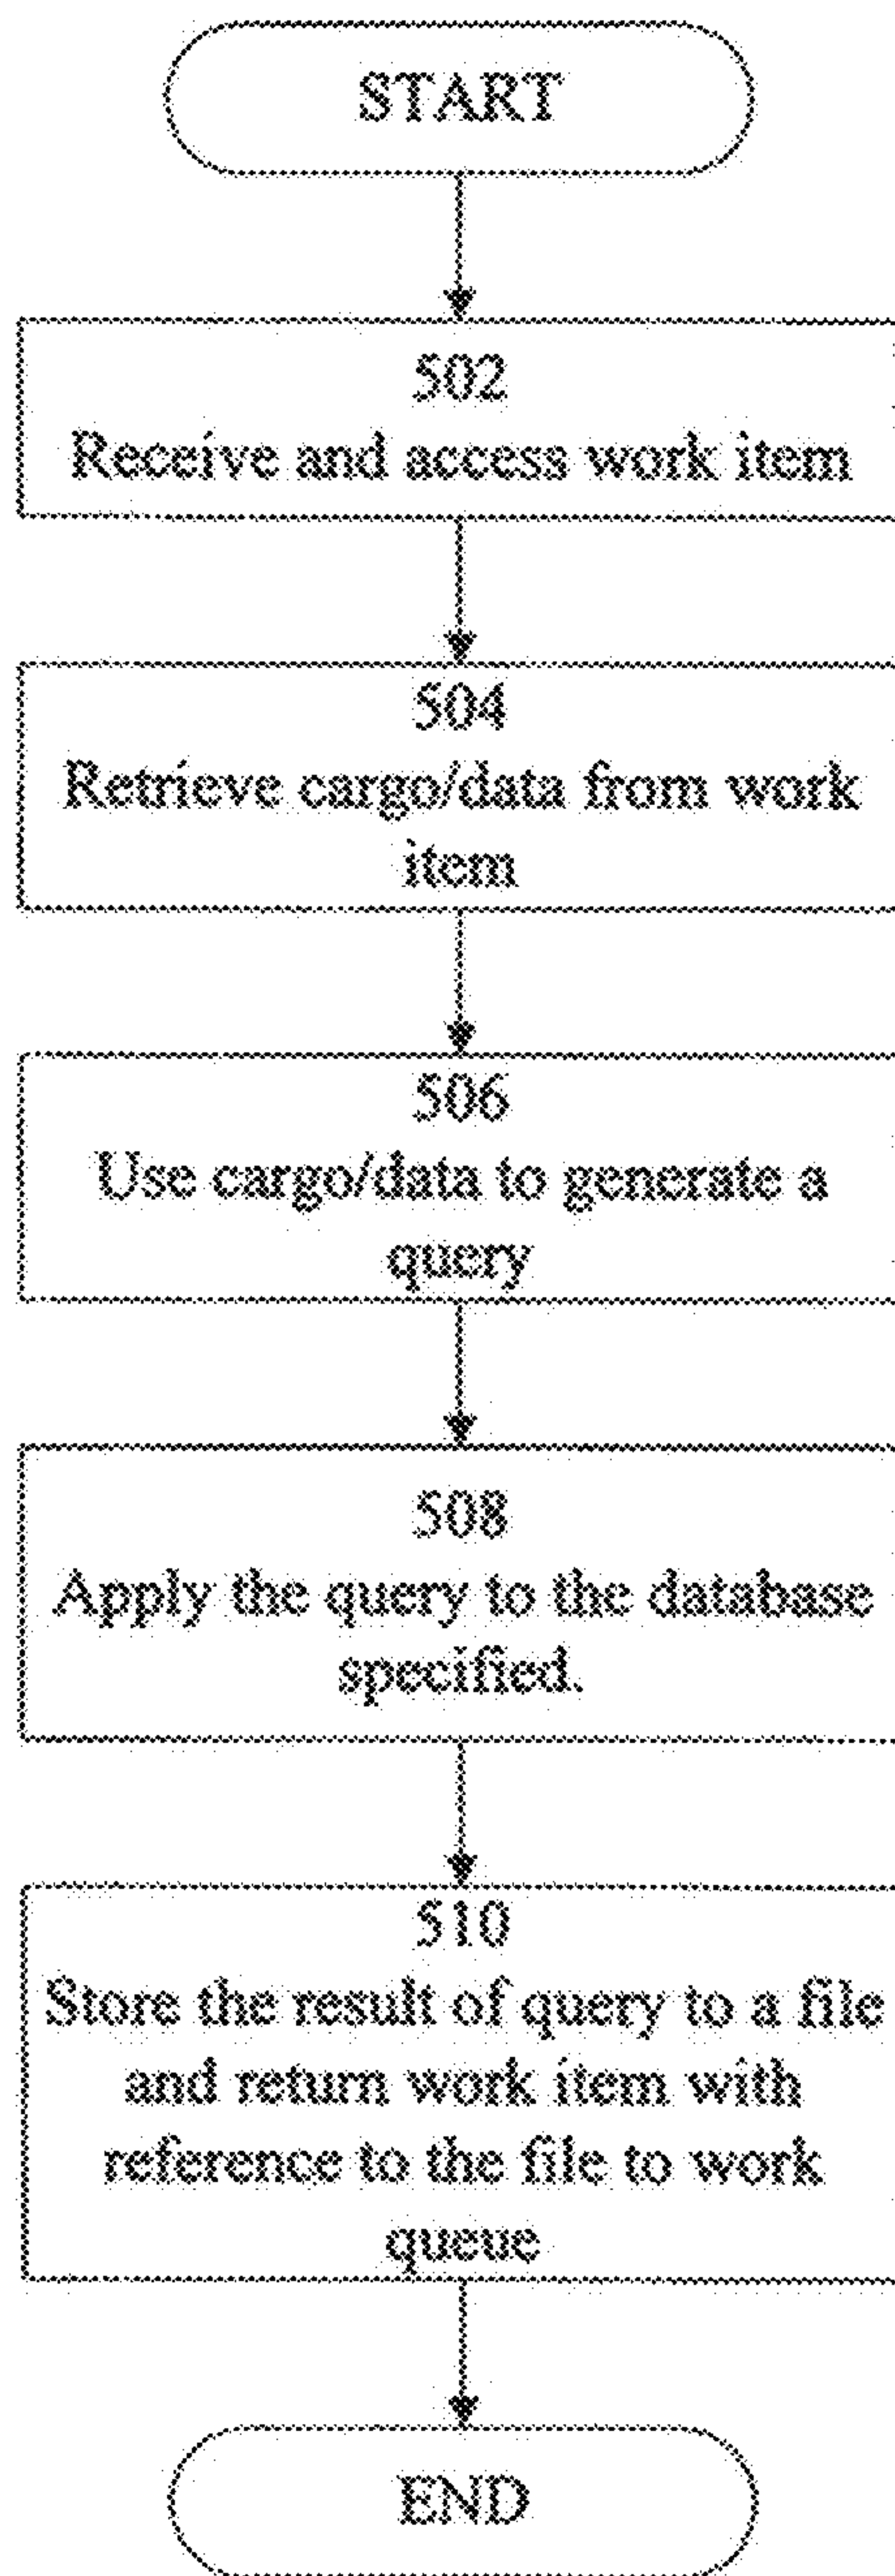 START
502
Receive and access work item
504
Retrieve cargo/data from work
item
506
Use cargo/data to generate a
query
508
Apply the query to the database
specified.
510
Store the result of query to a file
and return work item with
reference to the file to work
queue
END